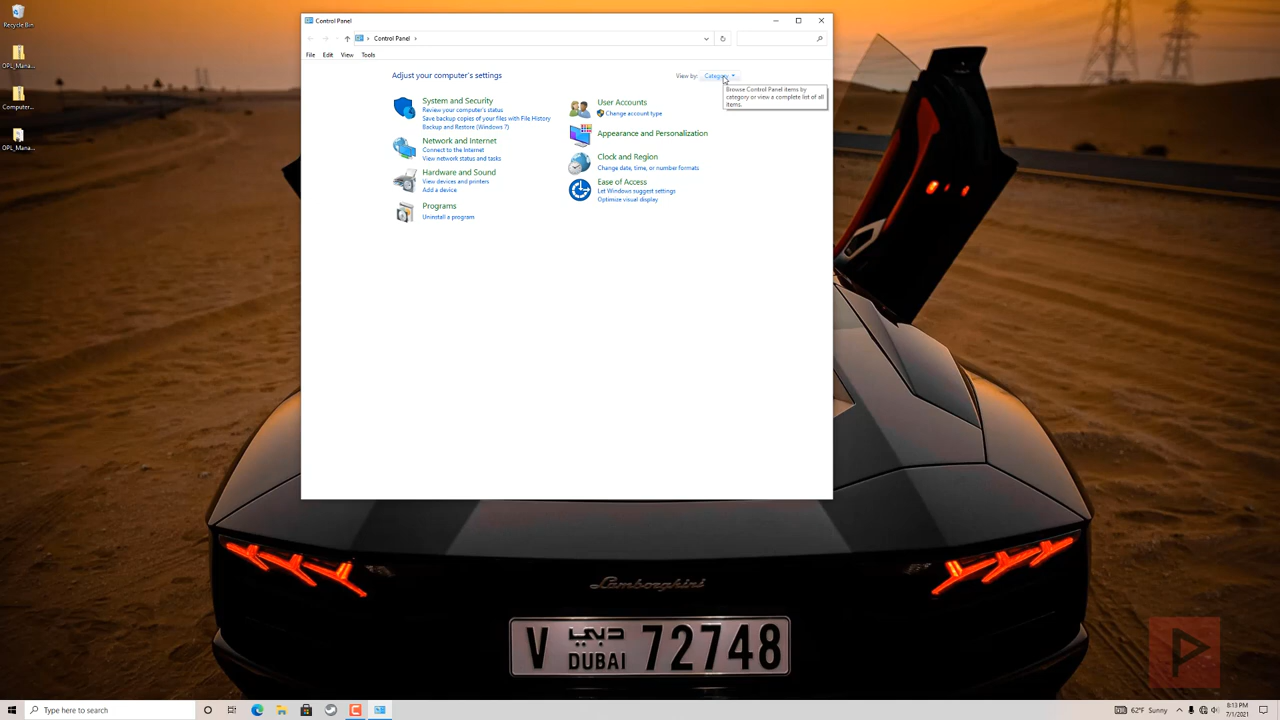 Recycle Bin
OPL_Mana...
Computer...
OPL_Mana...
Control Panel
Control Panel
File Edit View Tools
Adjust your computer's settings
View by: Category
Browse Control Panel items by
category or view a complete list of all
items.
System and Security
Review your computer's status
Save backup copies of your files with File History
Backup and Restore (Windows 7)
Network and Internet
Connect to the Internet
View network status and tasks
Hardware and Sound
View devices and printers
Add a device
Programs
Uninstall a program
User Accounts
Change account type
Appearance and Personalization
Clock and Region
Change date, time, or number formats
Ease of Access
Let Windows suggest settings
Optimize visual display
Lamborghini
V دبي DUBAI 72748
Type here to search
62°F Sunny
8:13 PM
7/1/2021